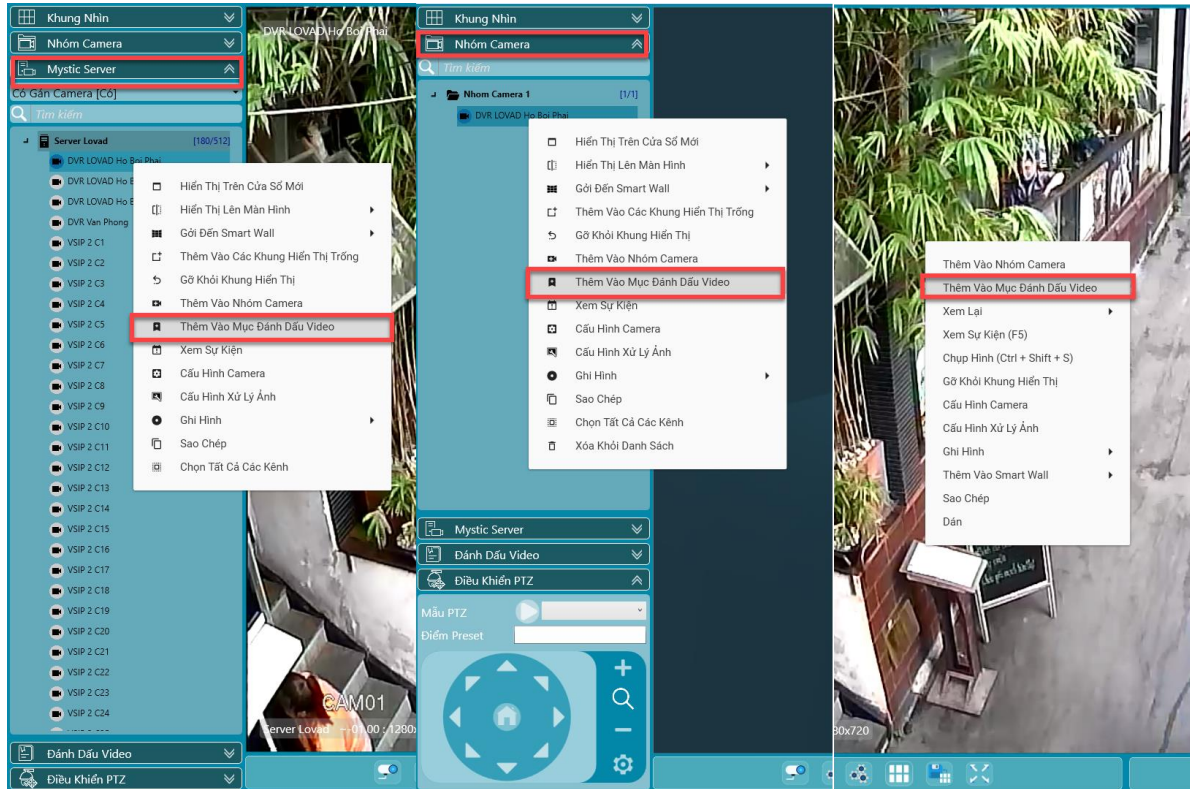 Khung Nhìn
Nhóm Camera
Mystic Server
Có Gắn Camera [Có]
Tìm kiếm
Server Lovad [180/512]
DVR LOVAD Ho Boi Phai
DVR LOVAD Ho B
DVR LOVAD Ho B
DVR Van Phong
VSIP 2 C1
VSIP 2 C2
VSIP 2 C3
VSIP 2 C4
VSIP 2 C5
VSIP 2 C6
VSIP 2 C7
VSIP 2 C8
VSIP 2 C9
VSIP 2 C10
VSIP 2 C11
VSIP 2 C12
VSIP 2 C13
VSIP 2 C14
VSIP 2 C15
VSIP 2 C16
VSIP 2 C17
VSIP 2 C18
VSIP 2 C19
VSIP 2 C20
VSIP 2 C21
VSIP 2 C22
VSIP 2 C23
VSIP 2 C24
Đánh Dấu Video
Điều Khiển PTZ
Hiển Thị Trên Cửa Sổ Mới
Hiển Thị Lên Màn Hình
Gởi Đến Smart Wall
Thêm Vào Các Khung Hiển Thị Trống
Gỡ Khỏi Khung Hiển Thị
Thêm Vào Nhóm Camera
Thêm Vào Mục Đánh Dấu Video
Xem Sự Kiện
Cấu Hình Camera
Cấu Hình Xử Lý Ảnh
Ghi Hình
Sao Chép
Chọn Tất Cả Các Kênh
DVR LOVAD Ho Boi Phai
CAM01
Server Lovad - 01.00 : 1280x
Khung Nhìn
Nhóm Camera
Tìm kiếm
Nhom Camera 1 [1/1]
DVR LOVAD Ho Boi Phai
Hiển Thị Trên Cửa Sổ Mới
Hiển Thị Lên Màn Hình
Gởi Đến Smart Wall
Thêm Vào Các Khung Hiển Thị Trống
Gỡ Khỏi Khung Hiển Thị
Thêm Vào Nhóm Camera
Thêm Vào Mục Đánh Dấu Video
Xem Sự Kiện
Cấu Hình Camera
Cấu Hình Xử Lý Ảnh
Ghi Hình
Sao Chép
Chọn Tất Cả Các Kênh
Xóa Khỏi Danh Sách
Mystic Server
Đánh Dấu Video
Điều Khiển PTZ
Mẫu PTZ
Điểm Preset
Thêm Vào Nhóm Camera
Thêm Vào Mục Đánh Dấu Video
Xem Lại
Xem Sự Kiện (F5)
Chụp Hình (Ctrl + Shift + S)
Gỡ Khỏi Khung Hiển Thị
Cấu Hình Camera
Cấu Hình Xử Lý Ảnh
Ghi Hình
Thêm Vào Smart Wall
Sao Chép
Dán
80x720